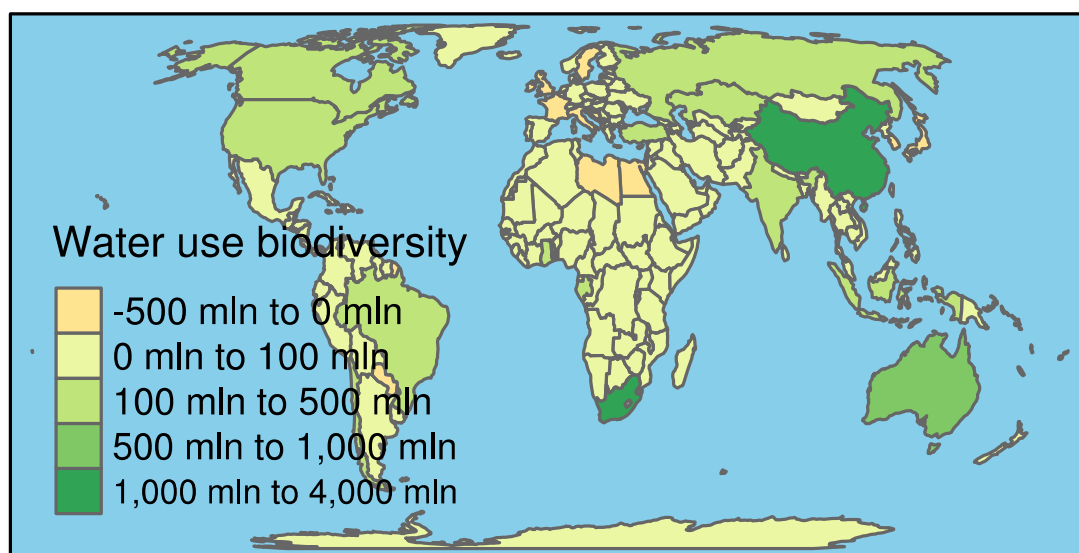 Water use biodiversity
-500 mln to 0 mln
0 mln to 100 mln
100 mln to 500 mln
500 mln to 1,000 mln
1,000 mln to 4,000 mln